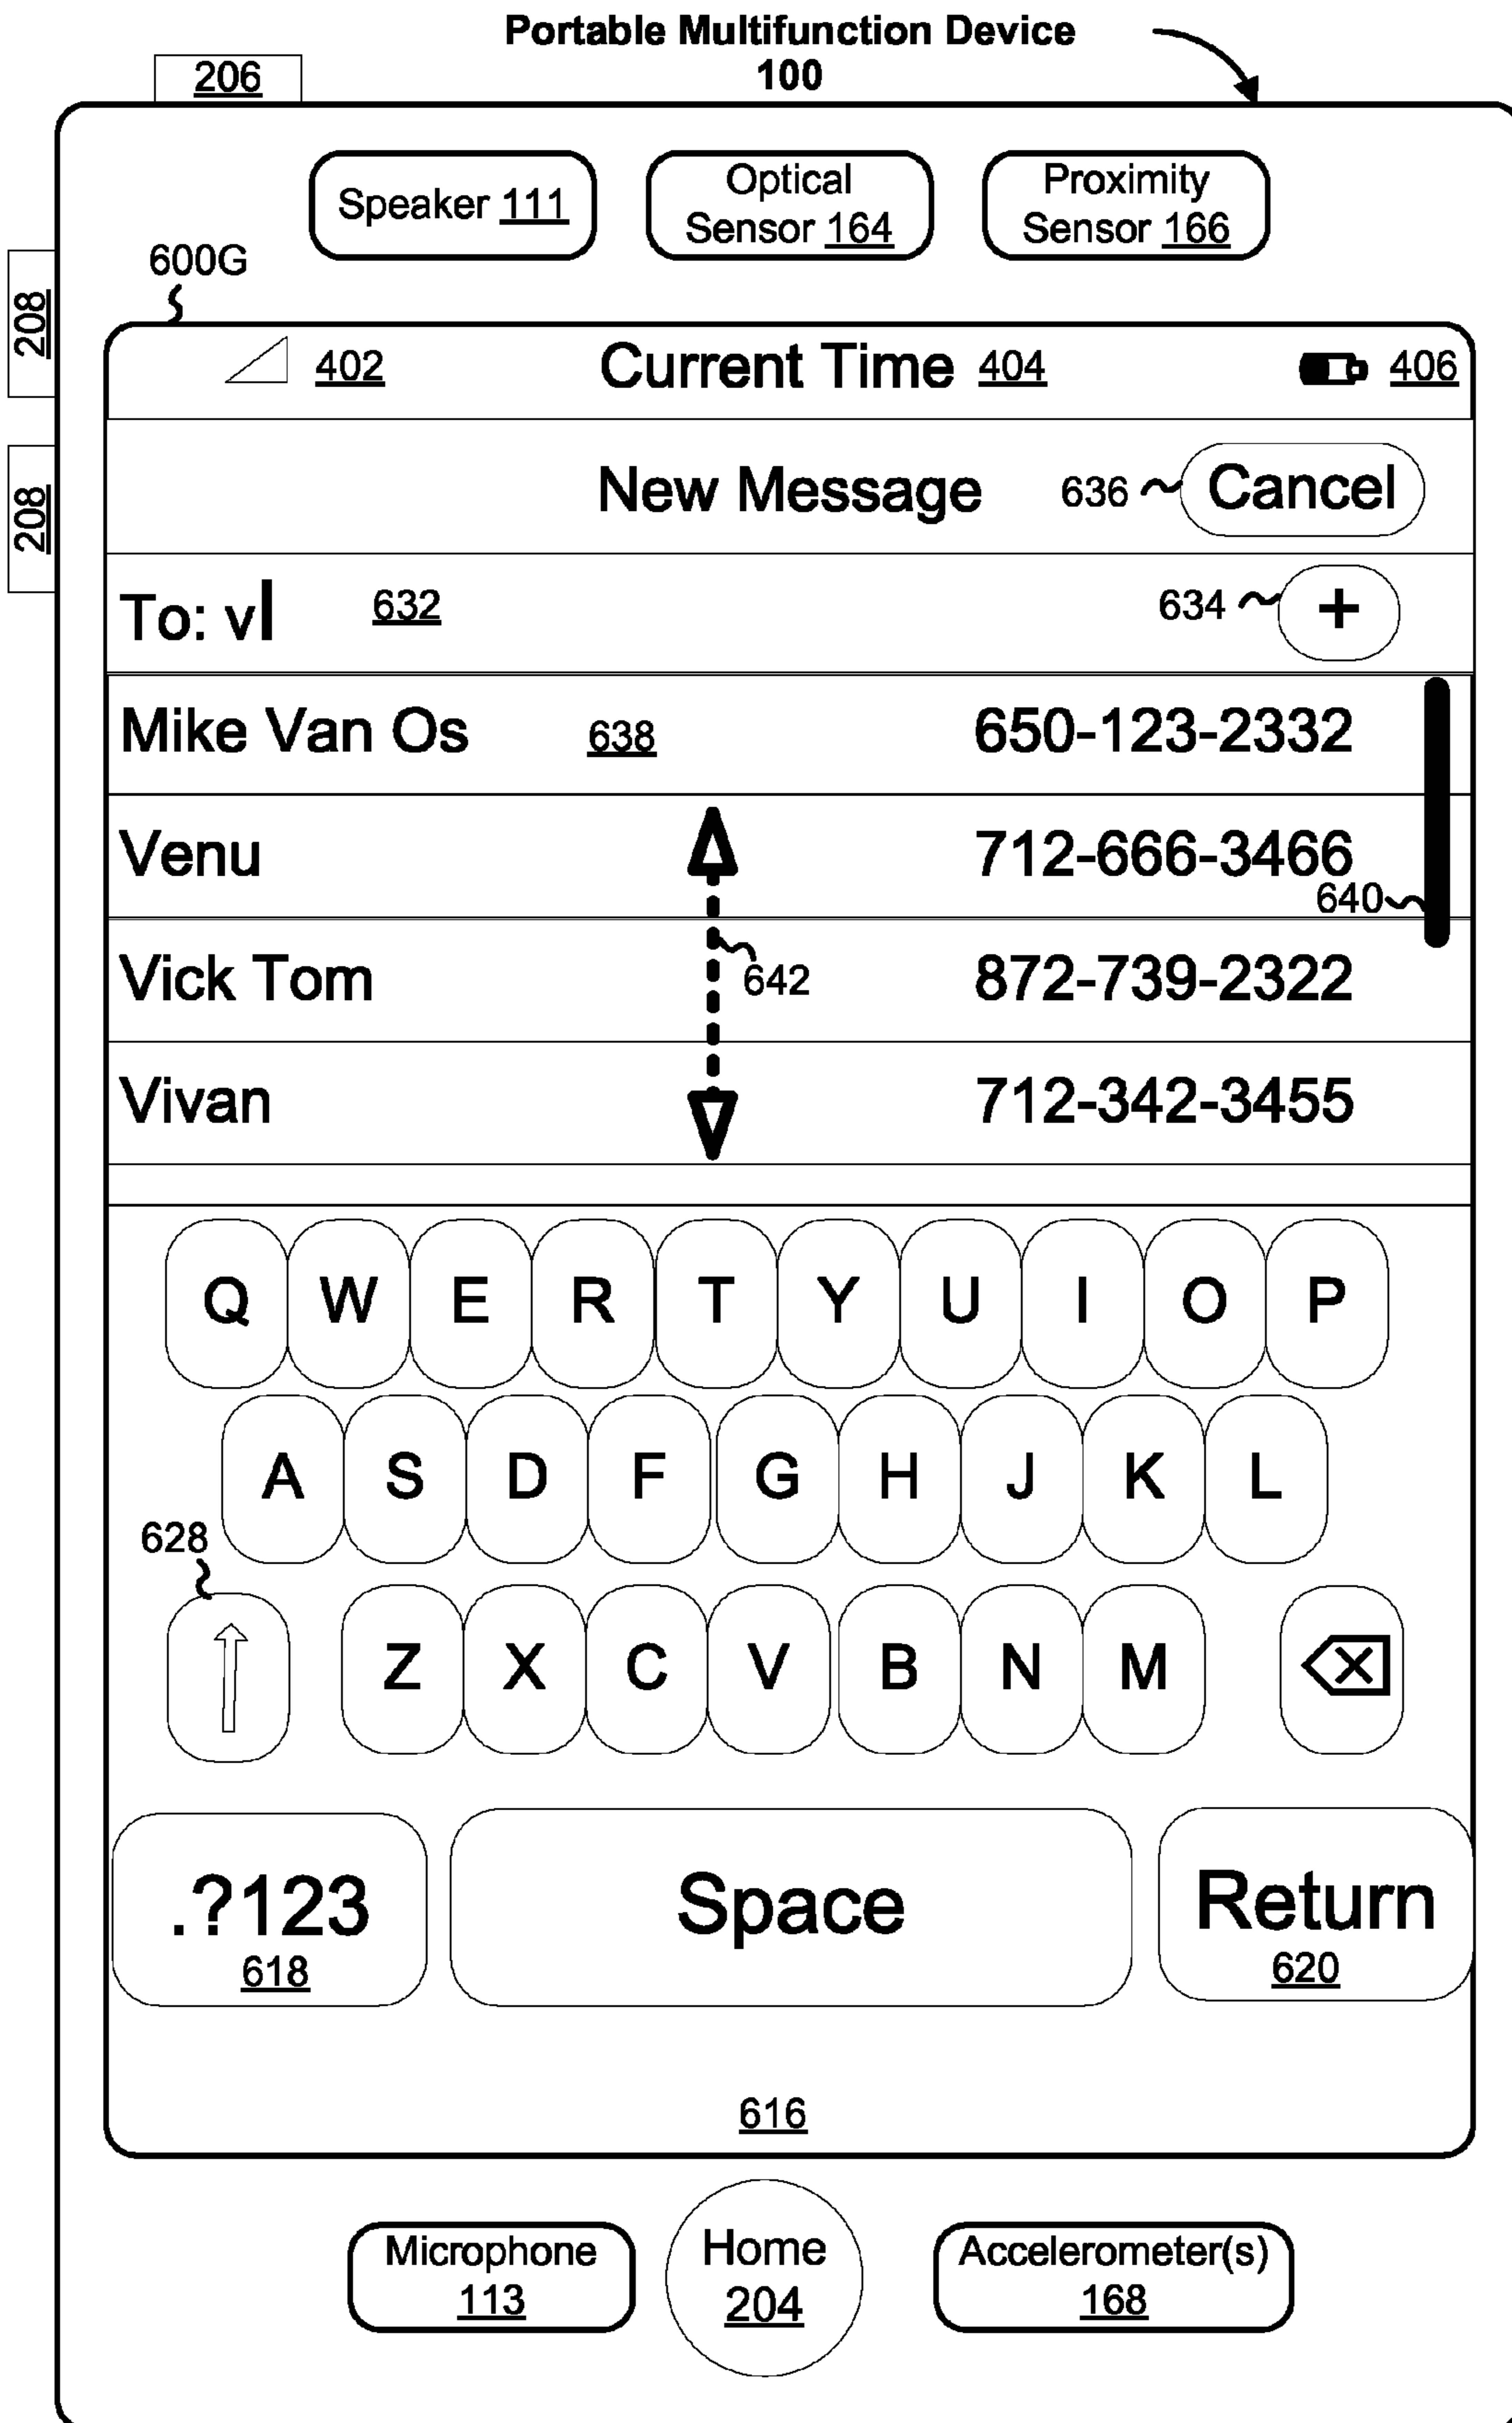 Portable Multifunction Device
100
206
Speaker 111
Optical
Sensor 164
Proximity
Sensor 166
600G
208
208
402 Current Time 404 406
New Message 636 Cancel
To: v 632 634 +
Mike Van Os 638 650-123-2332
Venu 712-666-3466
640
Vick Tom 642 872-739-2322
Vivan 712-342-3455
Q W E R T Y U I O P
A S D F G H J K L
628
Z X C V B N M
.?123 Space Return
618 620
616
Microphone
113
Home
204
Accelerometer(s)
168